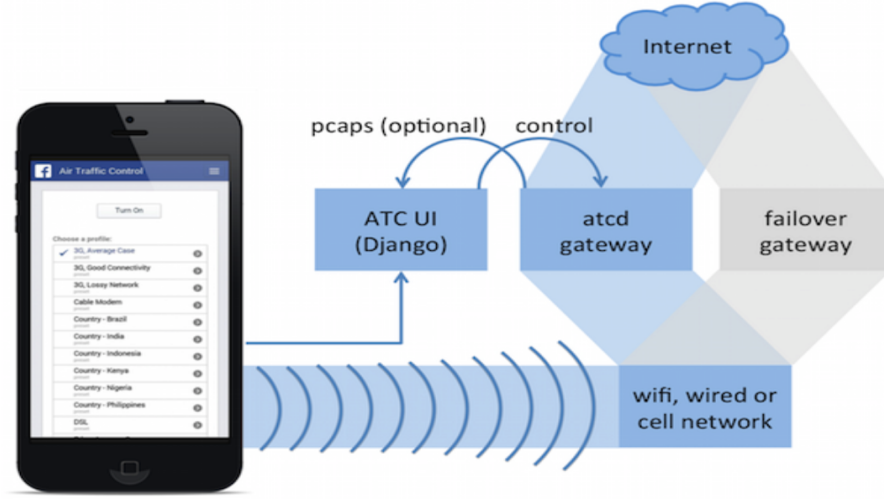 Internet
pcaps (optional)
control
ATC UI
(Django)
atcd
gateway
failover
gateway
wifi, wired or
cell network
f
Air Traffic Control
Turn On
Choose a profile:
3G, Average Case
3G, Good Connectivity
3G, Lossy Network
Cable Modem
Country - Brazil
Country - India
Country - Indonesia
Country - Kenya
Country - Nigeria
Country - Philippines
DSL